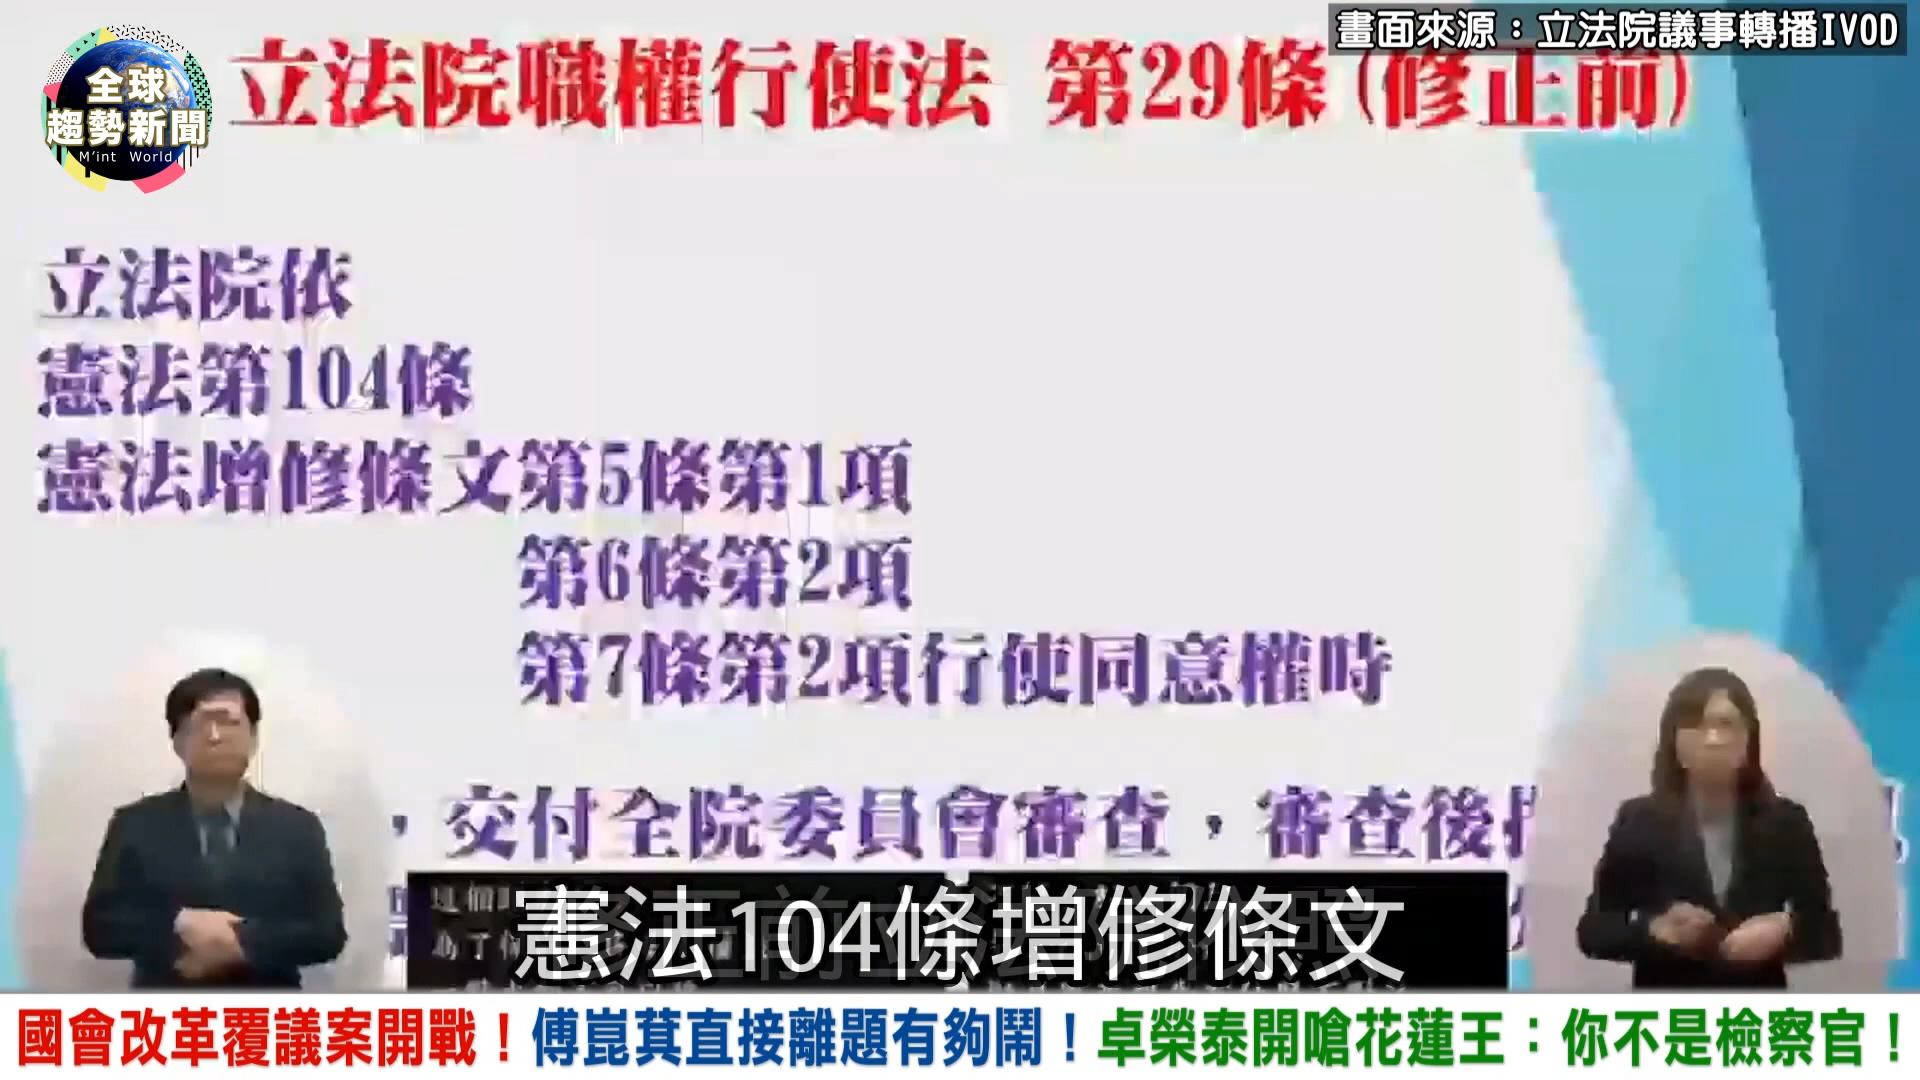 畫面來源：立法院議事轉播IVOD
全球
趨勢新聞
M'int World
立法院職權行使法 第29條(修正前)
立法院依
憲法第104條
憲法增修條文第5條第1項
第6條第2項
第7條第2項行使同意權時
，交付全院委員會審查，審查後
憲法104條增修條文
國會改革覆議案開戰！傅崑萁直接離題有夠鬧！卓榮泰開嗆花蓮王：你不是檢察官！